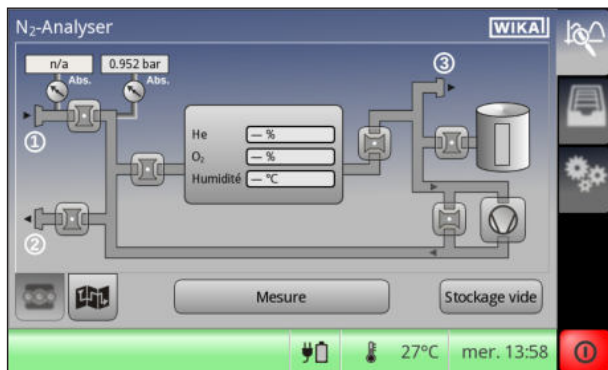 N₂-Analyser
WIKA
n/a
0.952 bar
Abs.
Abs.
①
③
He — %
O₂ — %
Humidité — °C
②
Mesure
Stockage vide
27°C
mer. 13:58